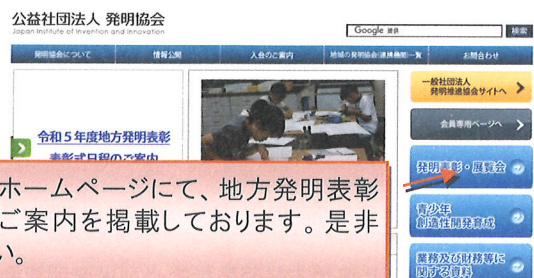 公益社団法人 発明協会
Japan Institute of Invention and Innovation
Google 提供
検索
発明協会について
情報公開
入会のご案内
地域の発明協会(連携機関)一覧
お問合わせ
一般社団法人
発明推進協会サイトへ
会員専用ページへ
令和5年度地方発明表彰
表彰式日程のご案内
発明表彰・展覧会
青少年
創造性開発育成
業務及び財務等に
関する資料
ホームページにて、地方発明表彰
ご案内を掲載しております。是非
い。